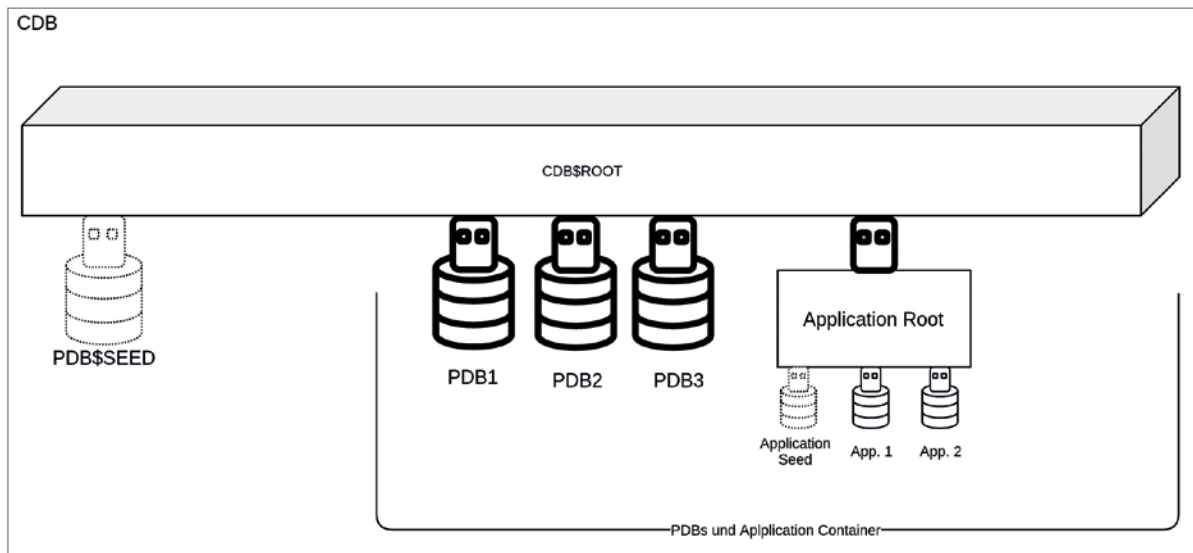 CDB
CDB$ROOT
PDB$SEED
PDB1
PDB2
PDB3
Application Root
Application
Seed
App. 1
App. 2
PDBs und Aplplication Container